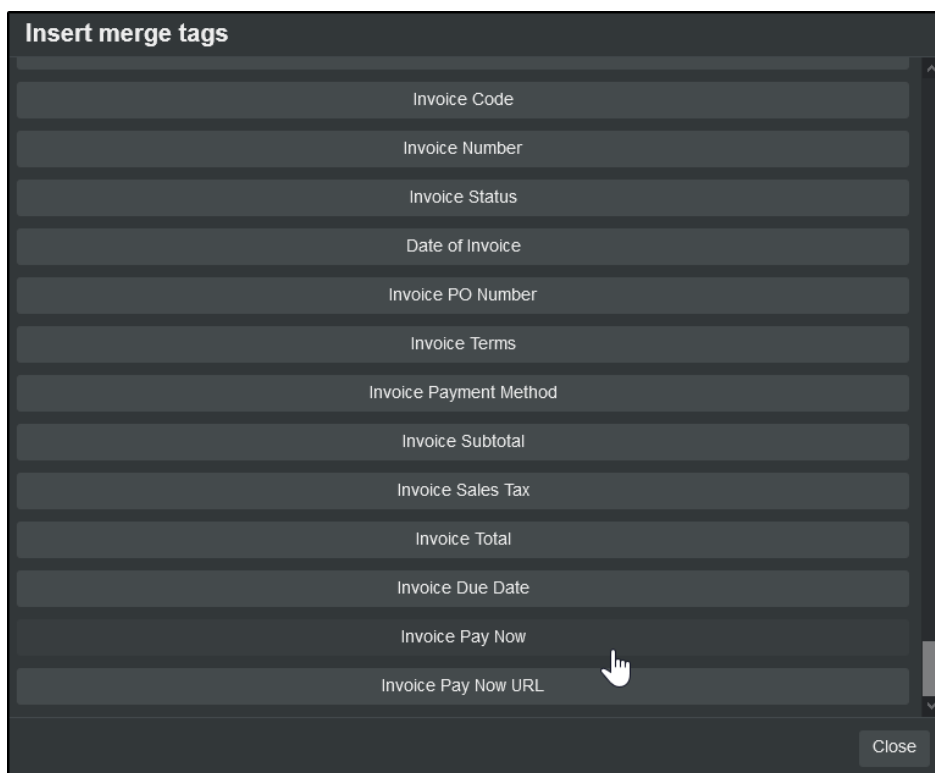 Insert merge tags
Invoice Code
Invoice Number
Invoice Status
Date of Invoice
Invoice PO Number
Invoice Terms
Invoice Payment Method
Invoice Subtotal
Invoice Sales Tax
Invoice Total
Invoice Due Date
Invoice Pay Now
Invoice Pay Now URL
Close